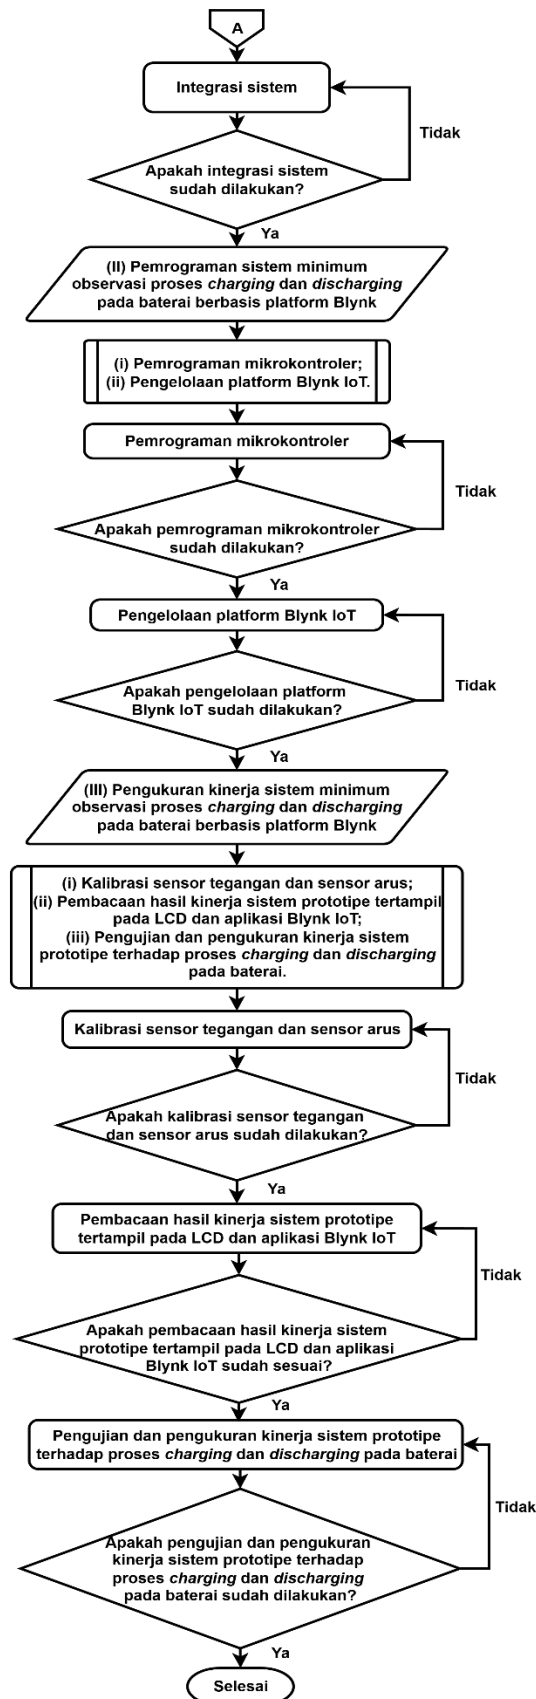 A
Integrasi sistem
Tidak
Apakah integrasi sistem
sudah dilakukan?
Ya
(II) Pemrograman sistem minimum
observasi proses charging dan discharging
pada baterai berbasis platform Blynk
(i) Pemrograman mikrokontroler;
(ii) Pengelolaan platform Blynk IoT.
Pemrograman mikrokontroler
Tidak
Apakah pemrograman mikrokontroler
sudah dilakukan?
Ya
Pengelolaan platform Blynk IoT
Tidak
Apakah pengelolaan platform
Blynk IoT sudah dilakukan?
Ya
(III) Pengukuran kinerja sistem minimum
observasi proses charging dan discharging
pada baterai berbasis platform Blynk
(i) Kalibrasi sensor tegangan dan sensor arus;
(ii) Pembacaan hasil kinerja sistem prototipe tertampil
pada LCD dan aplikasi Blynk IoT;
(iii) Pengujian dan pengukuran kinerja sistem
prototipe terhadap proses charging dan discharging
pada baterai.
Kalibrasi sensor tegangan dan sensor arus
Tidak
Apakah kalibrasi sensor tegangan
dan sensor arus sudah dilakukan?
Ya
Pembacaan hasil kinerja sistem prototipe
tertampil pada LCD dan aplikasi Blynk IoT
Tidak
Apakah pembacaan hasil kinerja sistem
prototipe tertampil pada LCD dan aplikasi
Blynk IoT sudah sesuai?
Ya
Pengujian dan pengukuran kinerja sistem prototipe
terhadap proses charging dan discharging pada baterai
Tidak
Apakah pengujian dan pengukuran
kinerja sistem prototipe terhadap
proses charging dan discharging
pada baterai sudah dilakukan?
Ya
Selesai